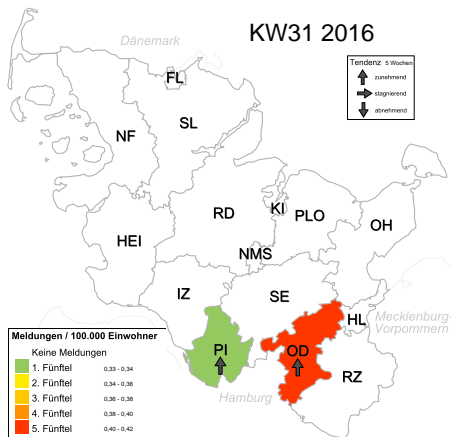 KW31 2016
Dänemark
Tendenz 5 Wochen
zunehmend
stagnierend
abnehmend
FL
SL
NF
RD
KI
PLO
OH
HEI
NMS
IZ
SE
HL
Mecklenburg-
Vorpommern
PI
OD
RZ
Hamburg
Meldungen / 100.000 Einwohner
Keine Meldungen
1. Fünftel 0,33 - 0,34
2. Fünftel 0,34 - 0,36
3. Fünftel 0,36 - 0,38
4. Fünftel 0,38 - 0,40
5. Fünftel 0,40 - 0,42